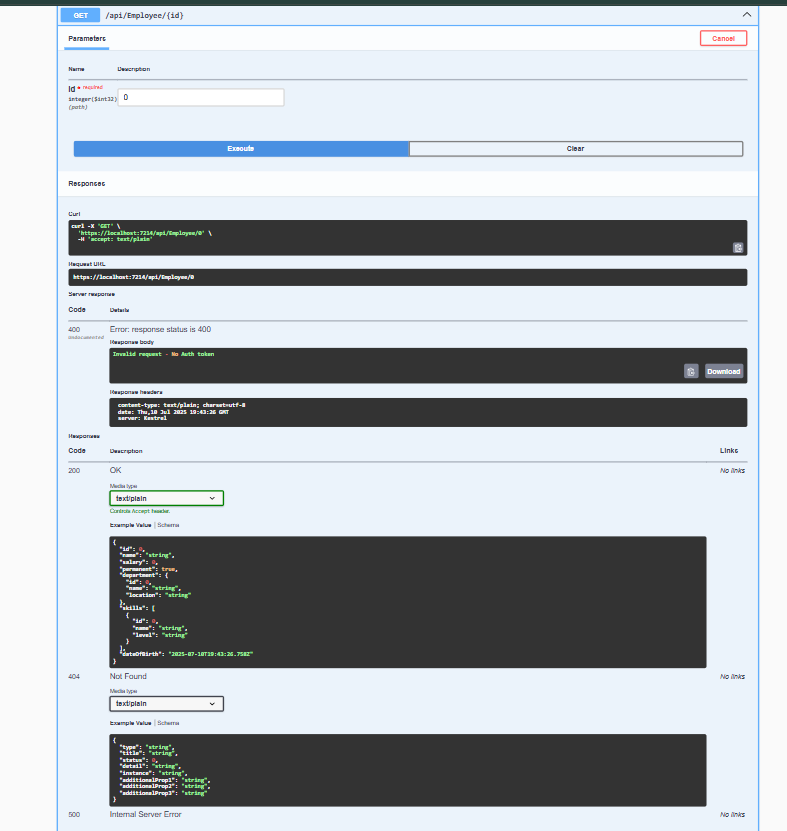 GET /api/Employee/{id}
Parameters
Cancel
Name Description
id * required
integer($int32)
(path)
0
Execute Clear
Responses
Curl
curl -X 'GET' \
'https://localhost:7214/api/Employee/0' \
-H 'accept: text/plain'
Request URL
https://localhost:7214/api/Employee/0
Server response
Code Details
400 Error: response status is 400
Undocumented
Response body
Invalid request - No Auth token
Download
Response headers
content-type: text/plain; charset=utf-8
date: Thu,10 Jul 2025 19:43:26 GMT
server: Kestrel
Responses
Code Description Links
200 OK No links
Media type
text/plain
Controls Accept header.
Example Value | Schema
{
"id": 0,
"name": "string",
"salary": 0,
"permanent": true,
"department": {
"id": 0,
"name": "string",
"location": "string"
},
"skills": [
{
"id": 0,
"name": "string",
"level": "string"
}
],
"dateOfBirth": "2025-07-10T19:43:26.758Z"
}
404 Not Found No links
Media type
text/plain
Example Value | Schema
{
"type": "string",
"title": "string",
"status": 0,
"detail": "string",
"instance": "string",
"additionalProp1": "string",
"additionalProp2": "string",
"additionalProp3": "string"
}
500 Internal Server Error No links